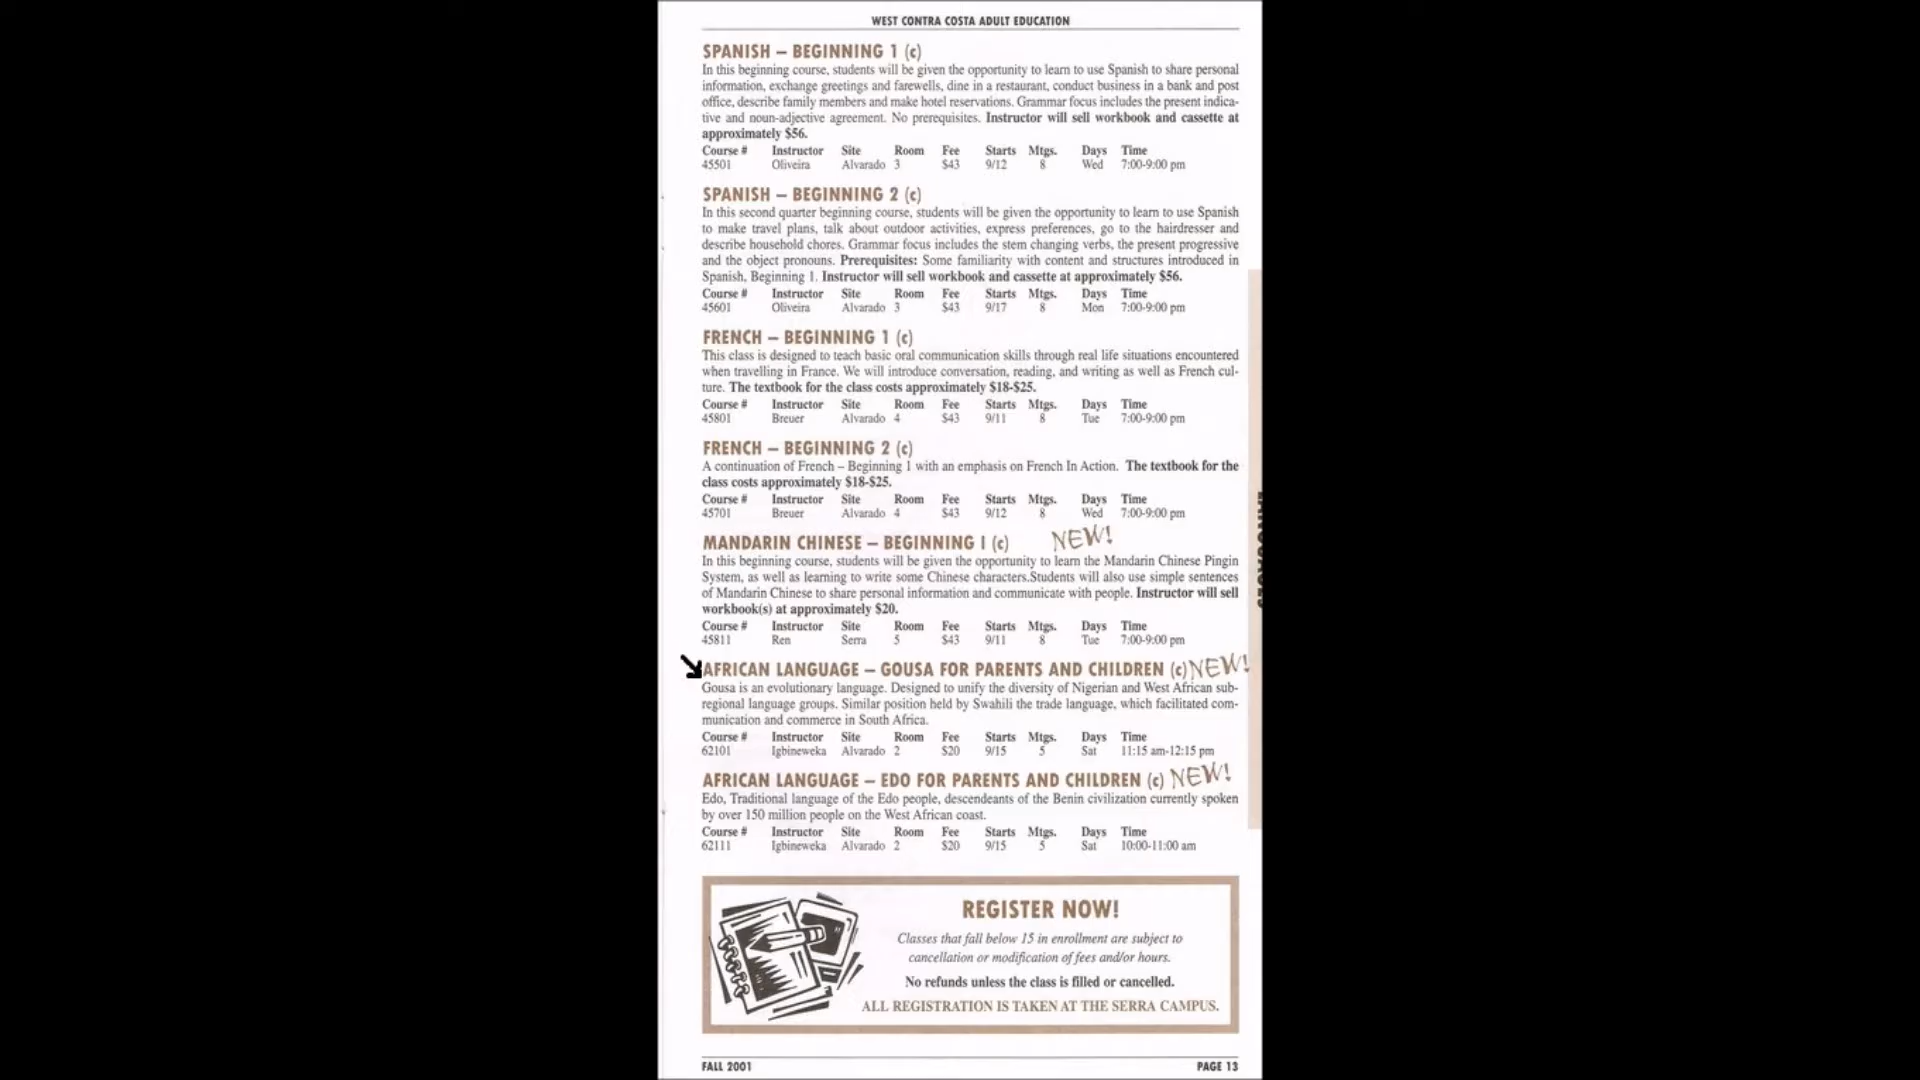 WEST CONTRA COSTA ADULT EDUCATION
SPANISH – BEGINNING 1 (c)
In this beginning course, students will be given the opportunity to learn to use Spanish to share personal
information, exchange greetings and farewells, dine in a restaurant, conduct business in a bank and post
office, describe family members and make hotel reservations. Grammar focus includes the present indica-
tive and noun-adjective agreement. No prerequisites. Instructor will sell workbook and cassette at
approximately $56.
Course # Instructor Site Room Fee Starts Mtgs. Days Time
45501 Oliveira Alvarado 3 $43 9/12 8 Wed 7:00-9:00 pm
SPANISH – BEGINNING 2 (c)
In this second quarter beginning course, students will be given the opportunity to learn to use Spanish
to make travel plans, talk about outdoor activities, express preferences, go to the hairdresser and
describe household chores. Grammar focus includes the stem changing verbs, the present progressive
and the object pronouns. Prerequisites: Some familiarity with content and structures introduced in
Spanish, Beginning 1. Instructor will sell workbook and cassette at approximately $56.
Course # Instructor Site Room Fee Starts Mtgs. Days Time
45601 Oliveira Alvarado 3 $43 9/17 8 Mon 7:00-9:00 pm
FRENCH – BEGINNING 1 (c)
This class is designed to teach basic oral communication skills through real life situations encountered
when travelling in France. We will introduce conversation, reading, and writing as well as French cul-
ture. The textbook for the class costs approximately $18-$25.
Course # Instructor Site Room Fee Starts Mtgs. Days Time
45801 Breuer Alvarado 4 $43 9/11 8 Tue 7:00-9:00 pm
FRENCH – BEGINNING 2 (c)
A continuation of French – Beginning 1 with an emphasis on French In Action. The textbook for the
class costs approximately $18-$25.
Course # Instructor Site Room Fee Starts Mtgs. Days Time
45701 Breuer Alvarado 4 $43 9/12 8 Wed 7:00-9:00 pm
MANDARIN CHINESE – BEGINNING I (c) NEW!
In this beginning course, students will be given the opportunity to learn the Mandarin Chinese Pingin
System, as well as learning to write some Chinese characters.Students will also use simple sentences
of Mandarin Chinese to share personal information and communicate with people. Instructor will sell
workbook(s) at approximately $20.
Course # Instructor Site Room Fee Starts Mtgs. Days Time
45811 Ren Serra 5 $43 9/11 8 Tue 7:00-9:00 pm
AFRICAN LANGUAGE – GOUSA FOR PARENTS AND CHILDREN (c) NEW!
Gousa is an evolutionary language. Designed to unify the diversity of Nigerian and West African sub-
regional language groups. Similar position held by Swahili the trade language, which facilitated com-
munication and commerce in South Africa.
Course # Instructor Site Room Fee Starts Mtgs. Days Time
62101 Igbineweka Alvarado 2 $20 9/15 5 Sat 11:15 am-12:15 pm
AFRICAN LANGUAGE – EDO FOR PARENTS AND CHILDREN (c) NEW!
Edo, Traditional language of the Edo people, descendeants of the Benin civilization currently spoken
by over 150 million people on the West African coast.
Course # Instructor Site Room Fee Starts Mtgs. Days Time
62111 Igbineweka Alvarado 2 $20 9/15 5 Sat 10:00-11:00 am
REGISTER NOW!
Classes that fall below 15 in enrollment are subject to
cancellation or modification of fees and/or hours.
No refunds unless the class is filled or cancelled.
ALL REGISTRATION IS TAKEN AT THE SERRA CAMPUS.
FALL 2001 PAGE 13